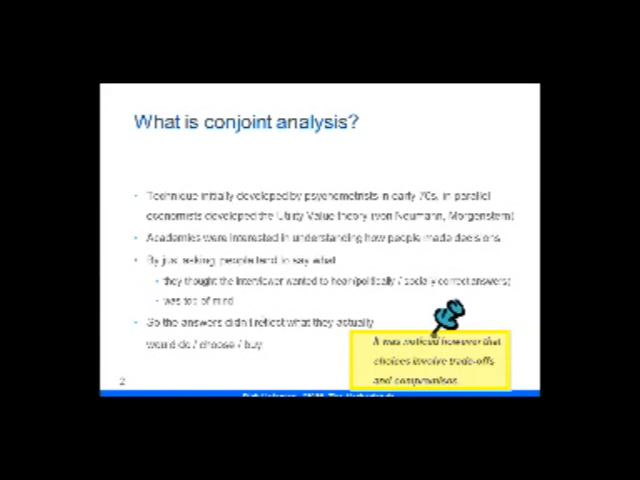 What is conjoint analysis?
Technique initially developed by psychometrists in early 70s, in parallel
economists developed the Utility Value theory (von Neumann, Morgenstern)
Academics were interested in understanding how people made decisions
By just asking, people tend to say what
they thought the interviewer wanted to hear (politically / socially correct answers)
was top of mind
So the answers didn't reflect what they actually
would do / choose / buy
It was noticed however that
choices involve trade-offs
and compromises
2
The Netherlands